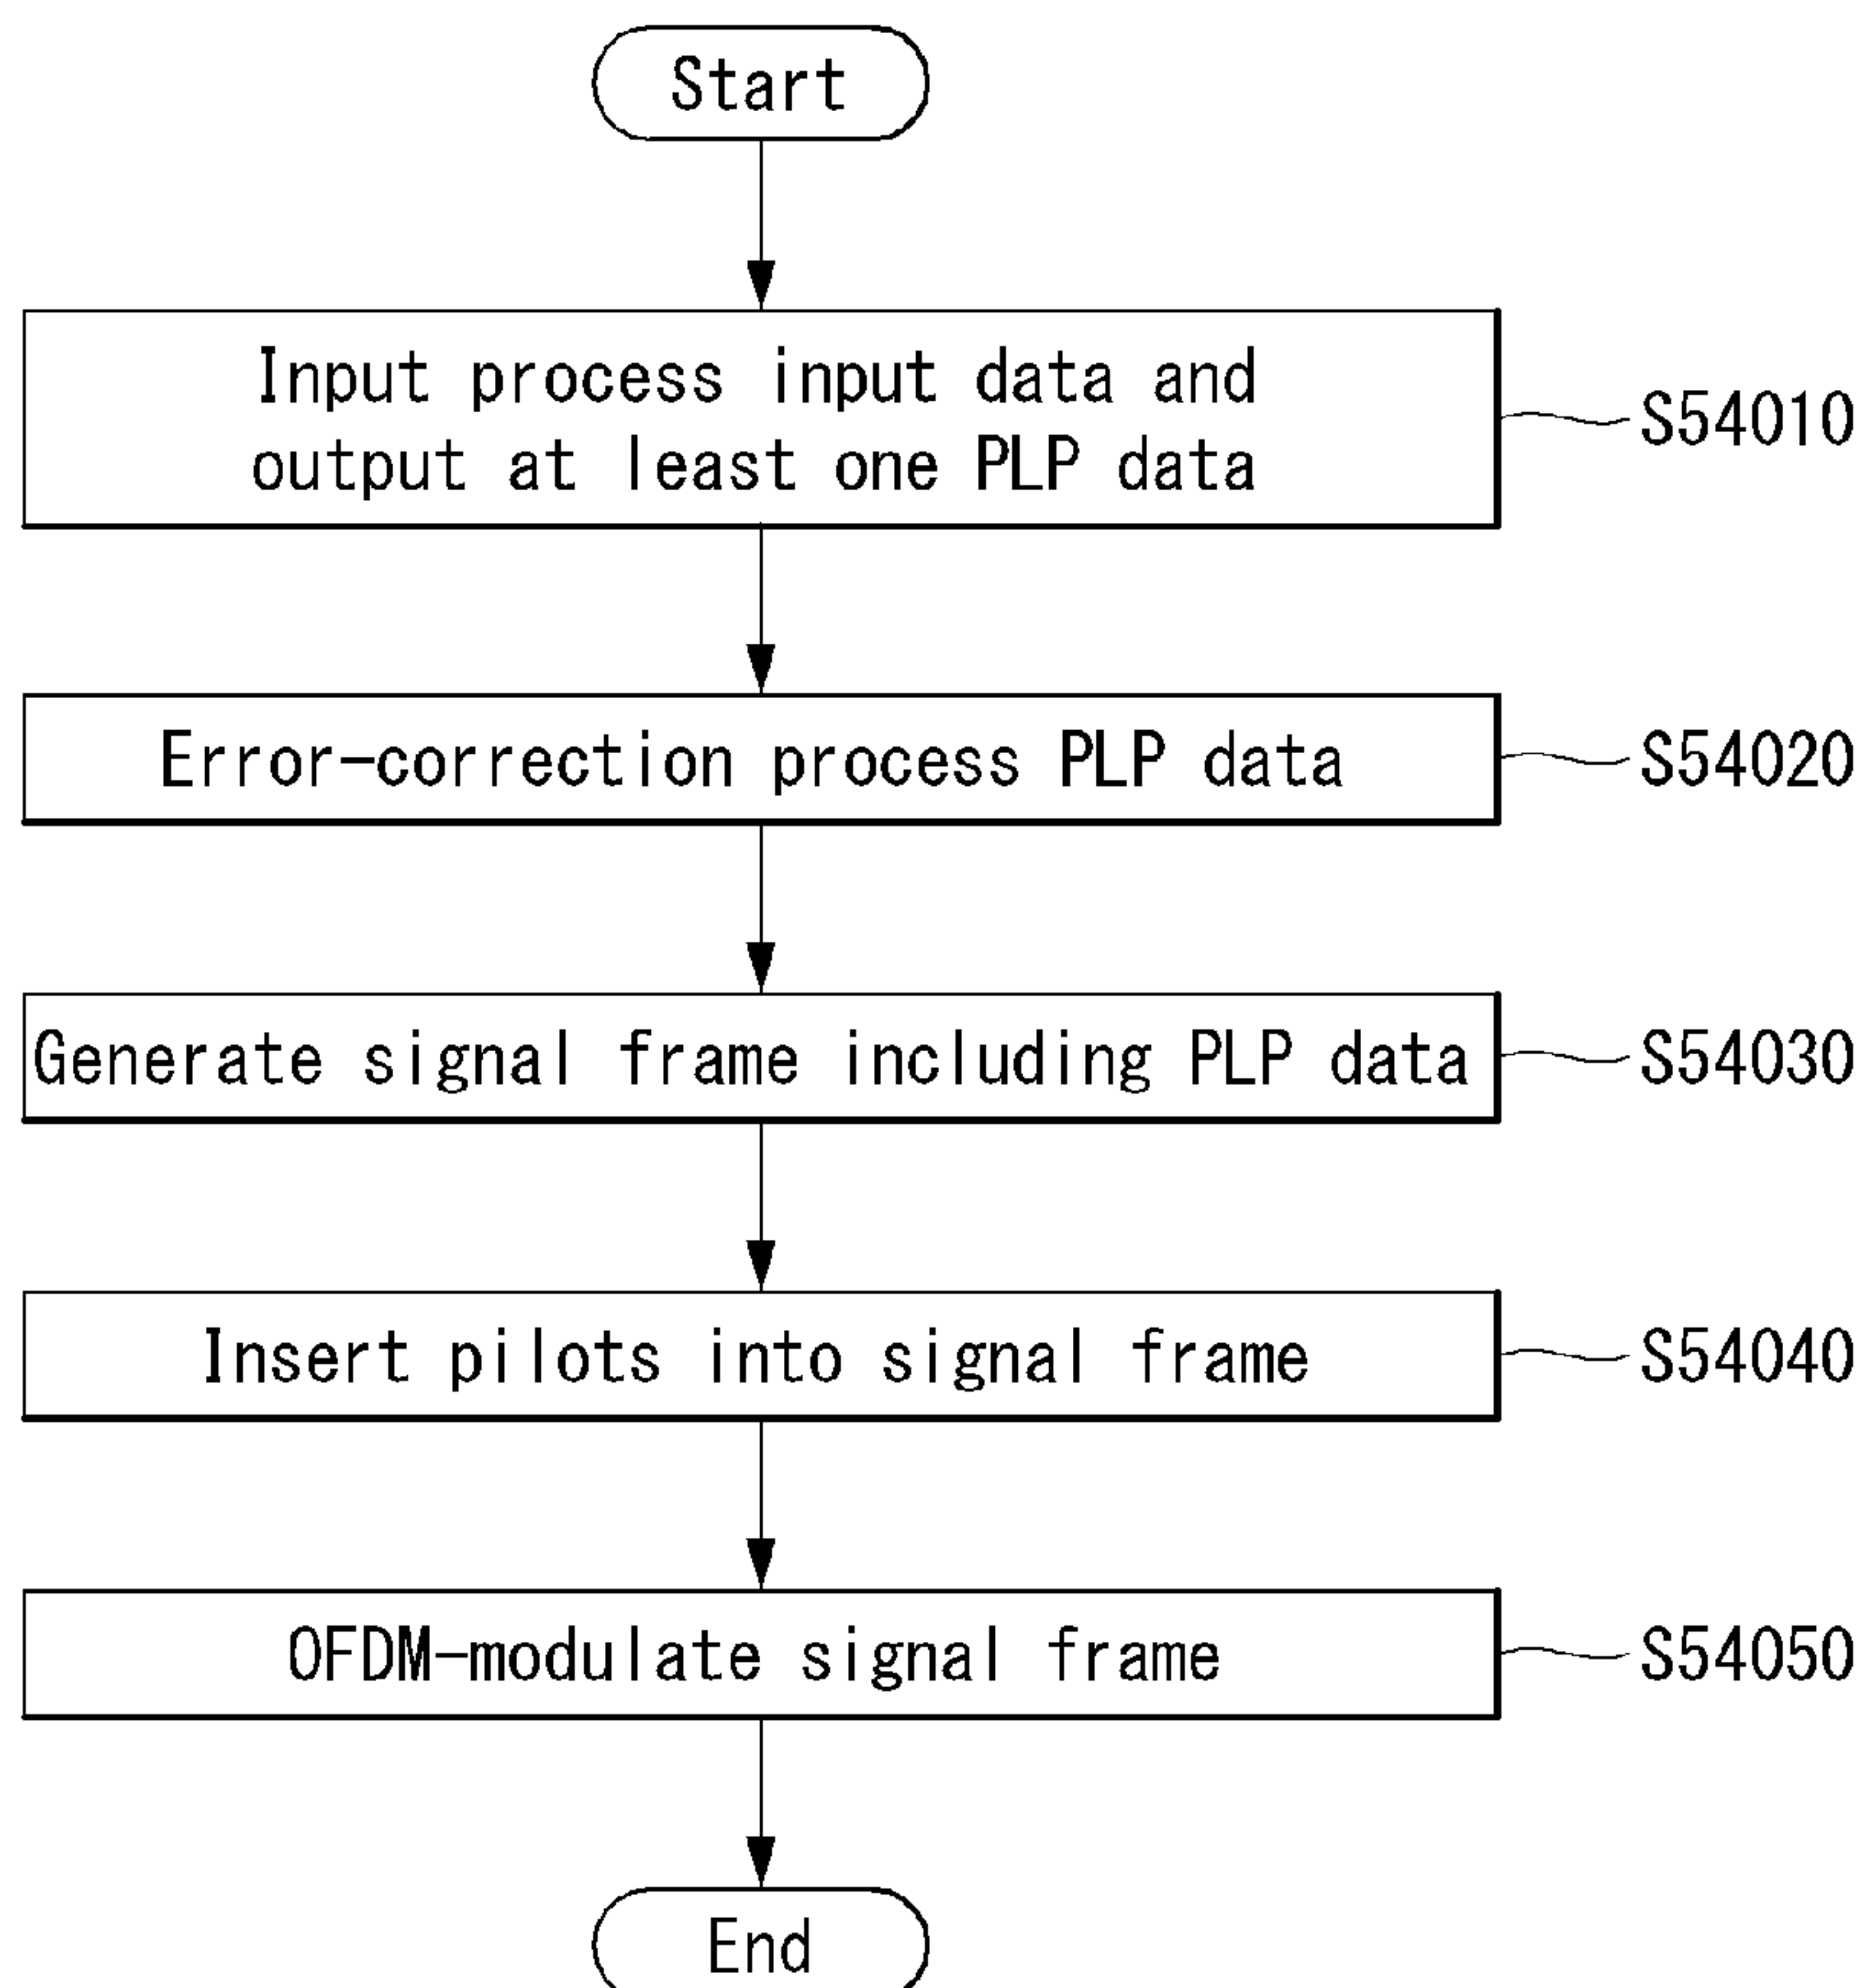 Start
Input process input data and
output at least one PLP data
S54010
Error-correction process PLP data
S54020
Generate signal frame including PLP data
S54030
Insert pilots into signal frame
S54040
OFDM-modulate signal frame
S54050
End